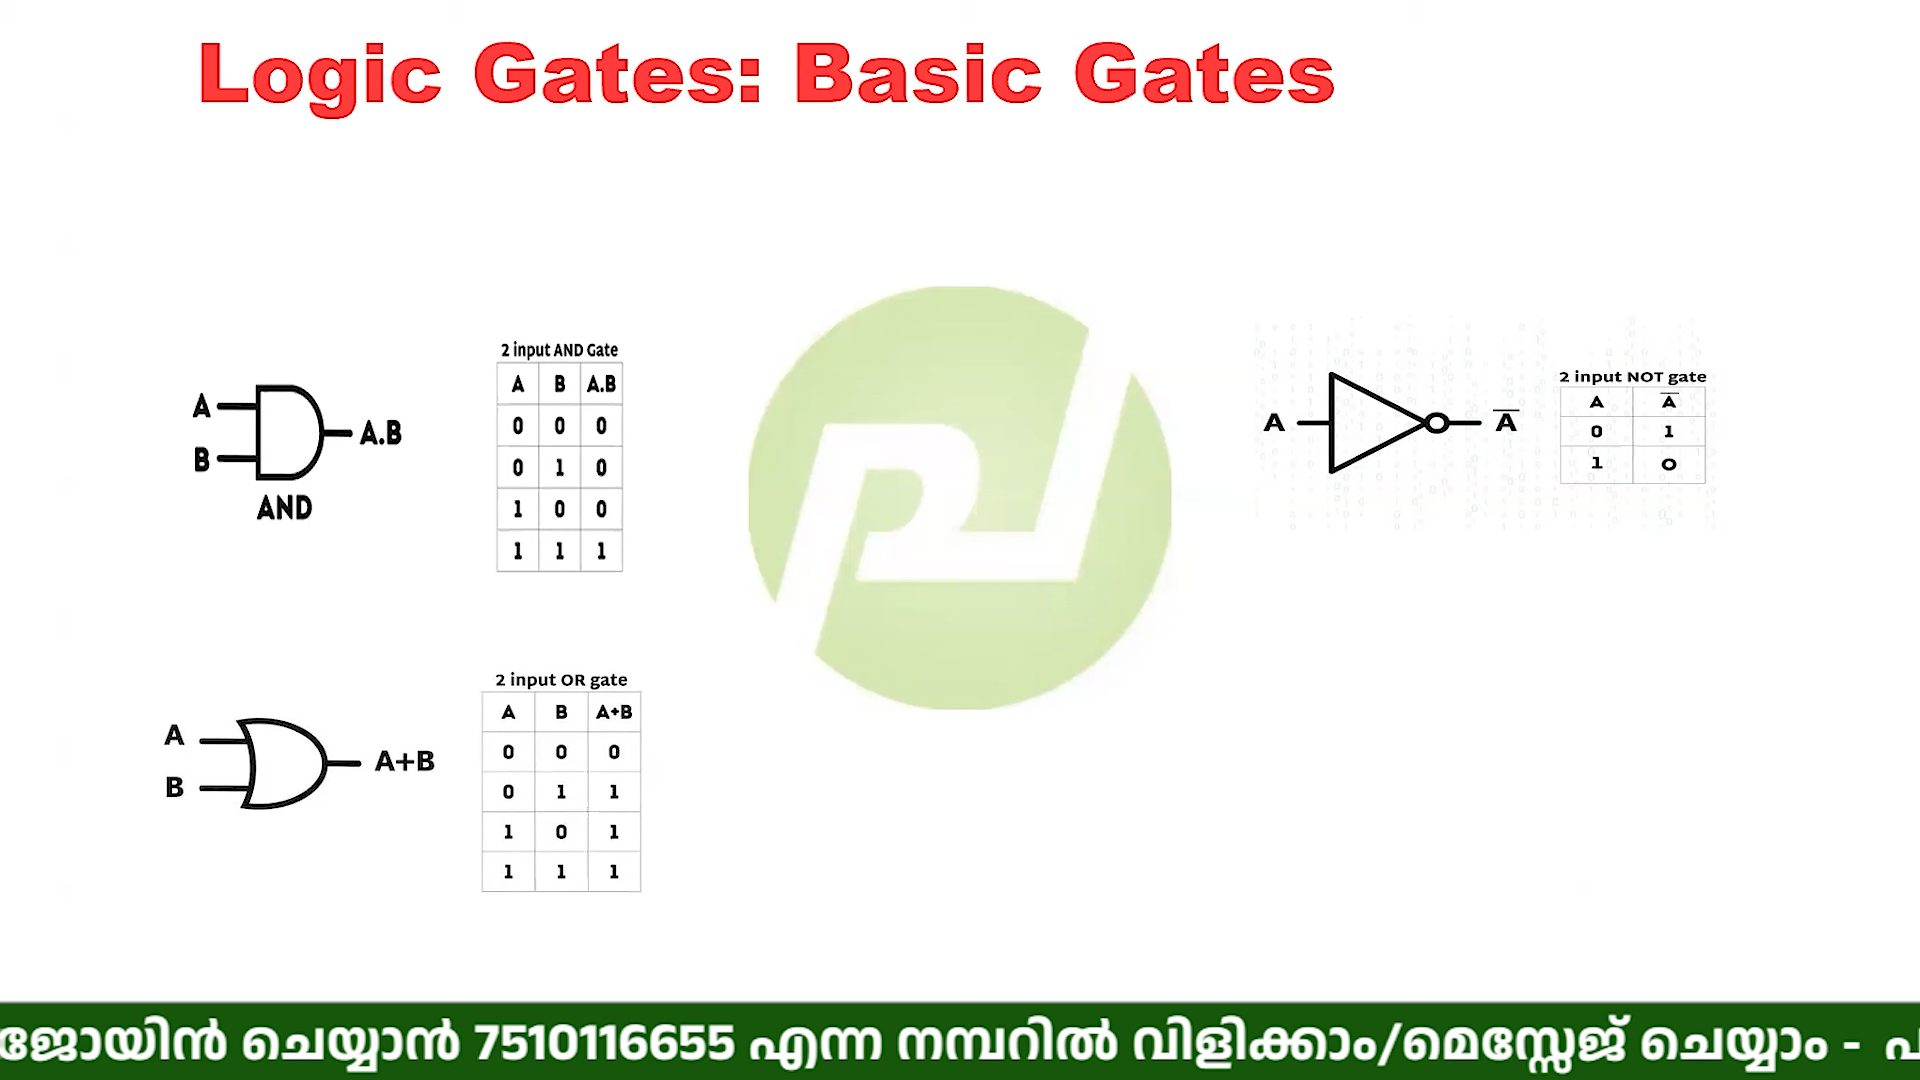 Logic Gates: Basic Gates
2 input AND Gate
A B A.B
0 0 0
0 1 0
1 0 0
1 1 1
A
B
A.B
AND
2 input NOT gate
A A̅
0 1
1 0
A
A̅
2 input OR gate
A B A+B
0 0 0
0 1 1
1 0 1
1 1 1
A
B
A+B
ജോയിൻ ചെയ്യാൻ 7510116655 എന്ന നമ്പറിൽ വിളിക്കാം/മെസ്സേജ് ചെയ്യാം -